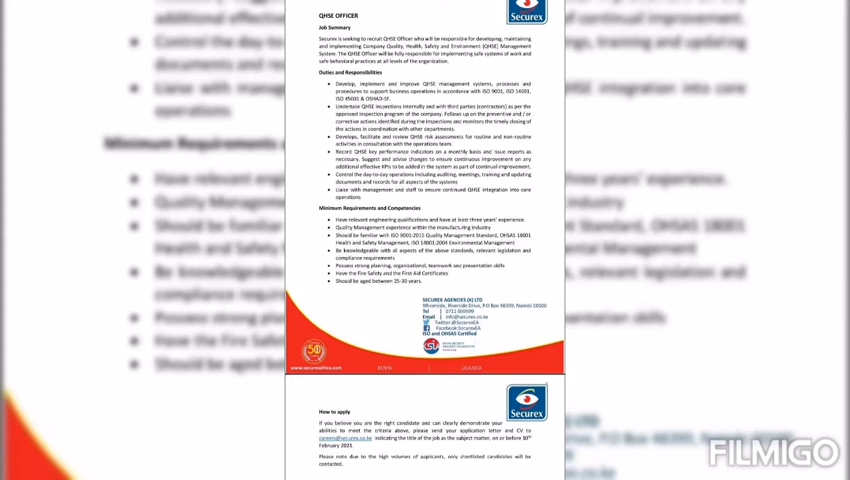 Securex
QHSE OFFICER
Job Summary
Securex is seeking to recruit QHSE Officer who will be responsible for developing, maintaining
and implementing Company Quality, Health, Safety and Environment (QHSE) Management
System. The QHSE Officer will be fully responsible for implementing safe systems of work and
safe behavioral practices at all levels of the organization.
Duties and Responsibilities
Develop, implement and improve QHSE management systems, processes and
procedures to support business operations in accordance with ISO 9001, ISO 14001,
ISO 45001 & OSHAD-SF.
Undertake QHSE inspections internally and with third parties (contractors) as per the
approved inspection program of the company. Follows up on the preventive and / or
corrective actions identified during the inspections and monitors the timely closing of
the actions in coordination with other departments.
Develops, facilitate and review QHSE risk assessments for routine and non-routine
activities in consultation with the operations team.
Record QHSE key performance indicators on a monthly basis and issue reports as
necessary. Suggest and advise changes to ensure continuous improvement on any
additional effective KPIs to be added in the system as part of continual improvement.
Control the day-to-day operations including auditing, meetings, training and updating
documents and records for all aspects of the systems
Liaise with management and staff to ensure continued QHSE integration into core
operations
Minimum Requirements and Competencies
Have relevant engineering qualifications and have at least three years' experience.
Quality Management experience within the manufacturing industry
Should be familiar with ISO 9001:2015 Quality Management Standard, OHSAS 18001
Health and Safety Management, ISO 14001:2004 Environmental Management
Be knowledgeable with all aspects of the above standards, relevant legislation and
compliance requirements
Possess strong planning, organizational, teamwork and presentation skills
Have the Fire Safety and the First Aid Certificates
Should be aged between 25-30 years.
SECUREX AGENCIES (K) LTD
Riverside Drive, P.O Box 48399, Nairobi 00100
Tel | 0711 669999
Email | info@securex.co.ke
Twitter @SecurexEA
Facebook SecurexEA
ISO and OHSAS Certified
50
www.securexafrica.com KENYA | UGANDA
Securex
How to apply
If you believe you are the right candidate and can clearly demonstrate your
abilities to meet the criteria above, please send your application letter and CV to
careers@securex.co.ke indicating the title of the job as the subject matter, on or before 10th
February 2021.
Please note due to the high volumes of applicants, only shortlisted candidates will be
contacted.
FILMIGO